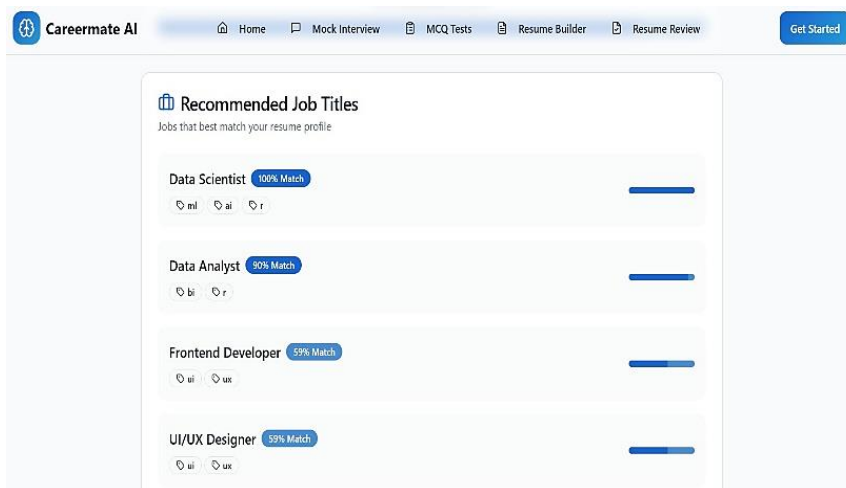 Careermate AI Home Mock Interview MCQ Tests Resume Builder Resume Review Get Started
Recommended Job Titles
Jobs that best match your resume profile
Data Scientist 100% Match
ml ai r
Data Analyst 90% Match
bi r
Frontend Developer 59% Match
ui ux
UI/UX Designer 59% Match
ui ux